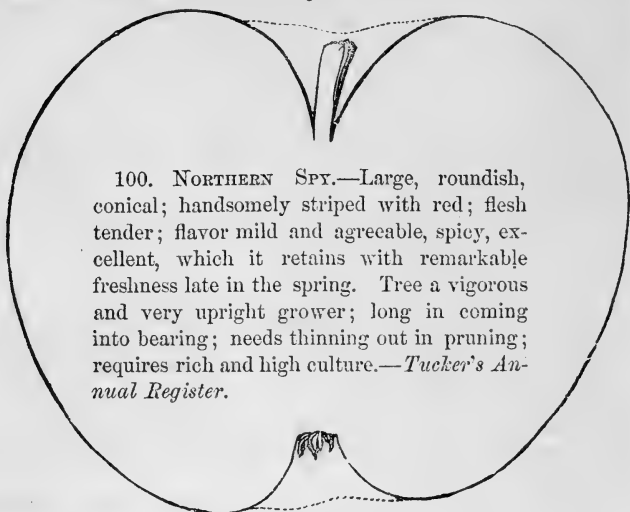 100. NORTHERN SPY.—Large, roundish,
conical; handsomely striped with red; flesh
tender; flavor mild and agreeable, spicy, ex-
cellent, which it retains with remarkable
freshness late in the spring. Tree a vigorous
and very upright grower; long in coming
into bearing; needs thinning out in pruning;
requires rich and high culture.—Tucker's An-
nual Register.